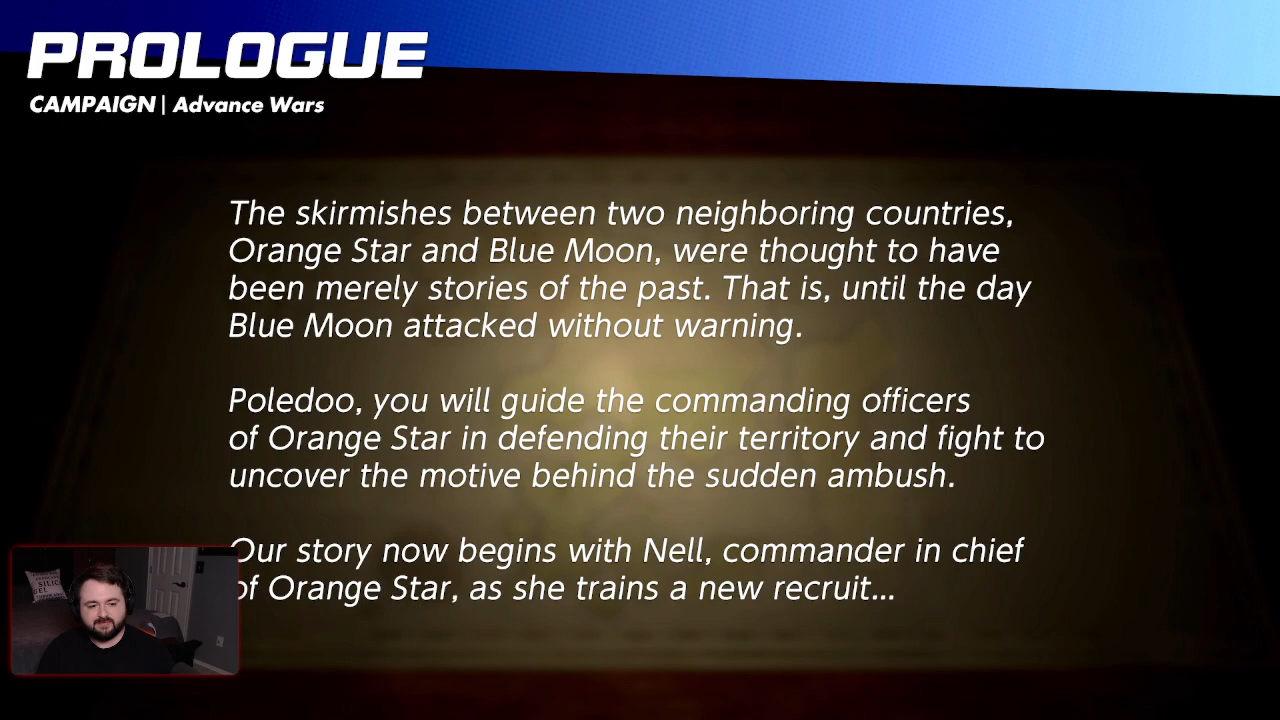 PROLOGUE
CAMPAIGN | Advance Wars
The skirmishes between two neighboring countries,
Orange Star and Blue Moon, were thought to have
been merely stories of the past. That is, until the day
Blue Moon attacked without warning.
Poledoo, you will guide the commanding officers
of Orange Star in defending their territory and fight to
uncover the motive behind the sudden ambush.
Our story now begins with Nell, commander in chief
of Orange Star, as she trains a new recruit...